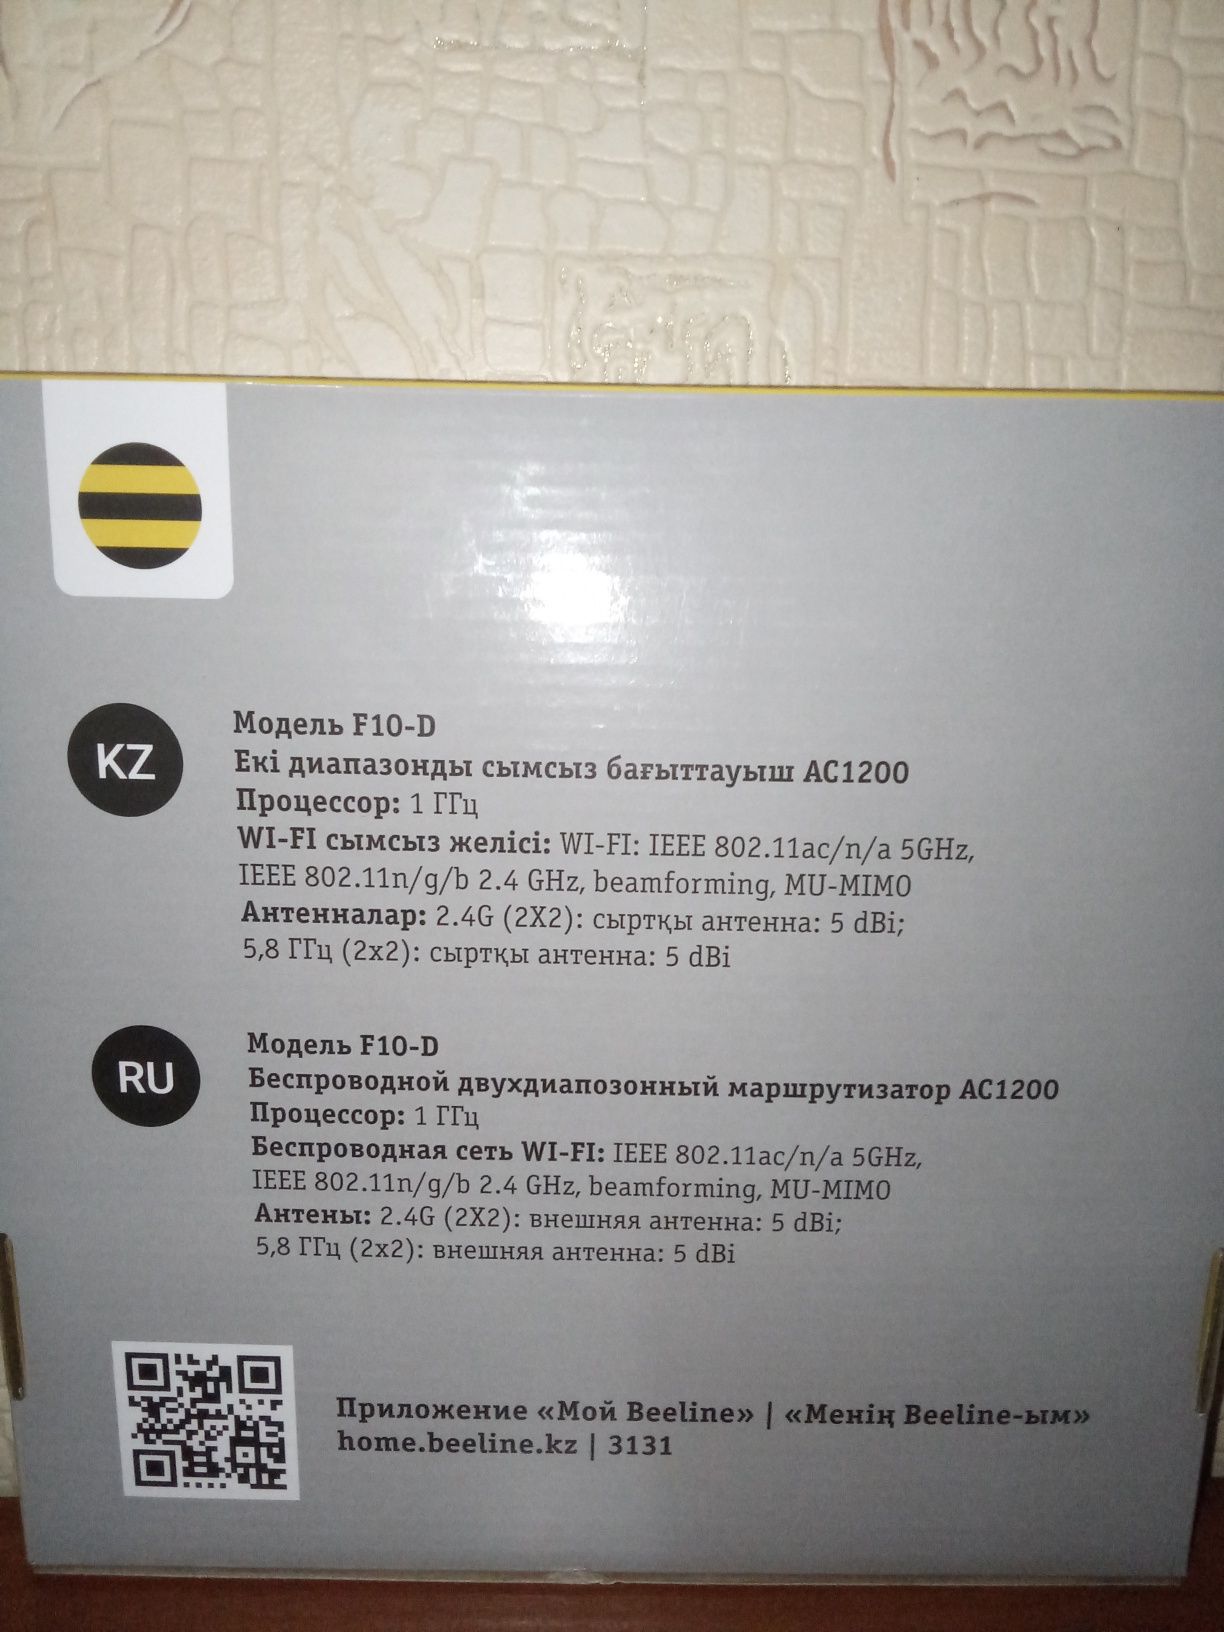 KZ
Модель F10-D
Екі диапазонды сымсыз бағыттауыш AC1200
Процессор: 1 ГГц
WI-FI сымсыз желісі: WI-FI: IEEE 802.11ac/n/a 5GHz,
IEEE 802.11n/g/b 2.4 GHz, beamforming, MU-MIMO
Антенналар: 2.4G (2X2): сыртқы антенна: 5 dBi;
5,8 ГГц (2x2): сыртқы антенна: 5 dBi
RU
Модель F10-D
Беспроводной двухдиапозонный маршрутизатор AC1200
Процессор: 1 ГГц
Беспроводная сеть WI-FI: IEEE 802.11ac/n/a 5GHz,
IEEE 802.11n/g/b 2.4 GHz, beamforming, MU-MIMO
Антены: 2.4G (2X2): внешняя антенна: 5 dBi;
5,8 ГГц (2x2): внешняя антенна: 5 dBi
Приложение «Мой Beeline» | «Менің Beeline-ым»
home.beeline.kz | 3131